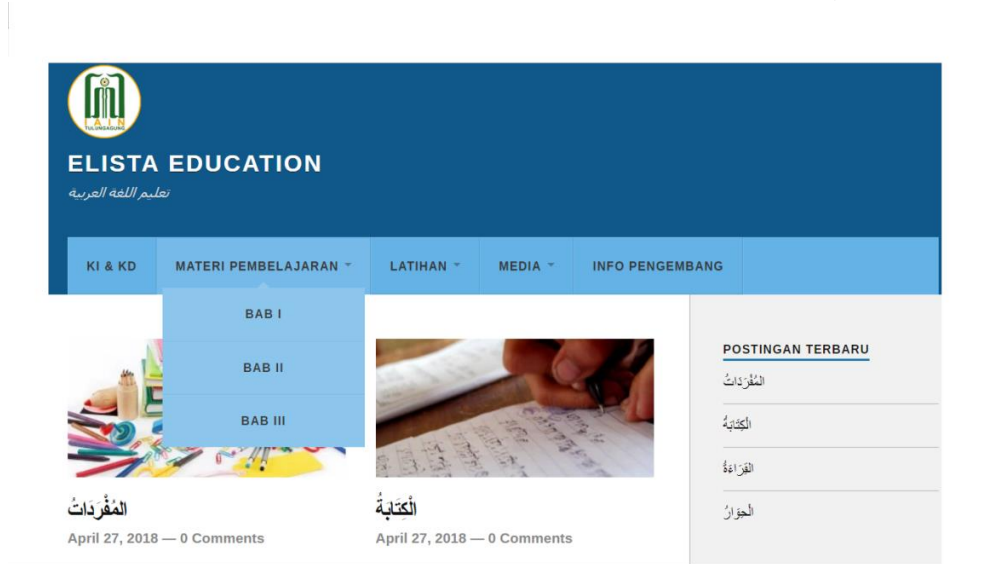 IAIN
TULUNGAGUNG
ELISTA EDUCATION
تعليم اللغة العربية
KI & KD
MATERI PEMBELAJARAN
LATIHAN
MEDIA
INFO PENGEMBANG
BAB I
BAB II
BAB III
المُفْرَدَاتُ
April 27, 2018 — 0 Comments
الْكِتَابَةُ
April 27, 2018 — 0 Comments
POSTINGAN TERBARU
المُفْرَدَاتُ
الْكِتَابَةُ
القِرَاءَةُ
الْحِوَارُ